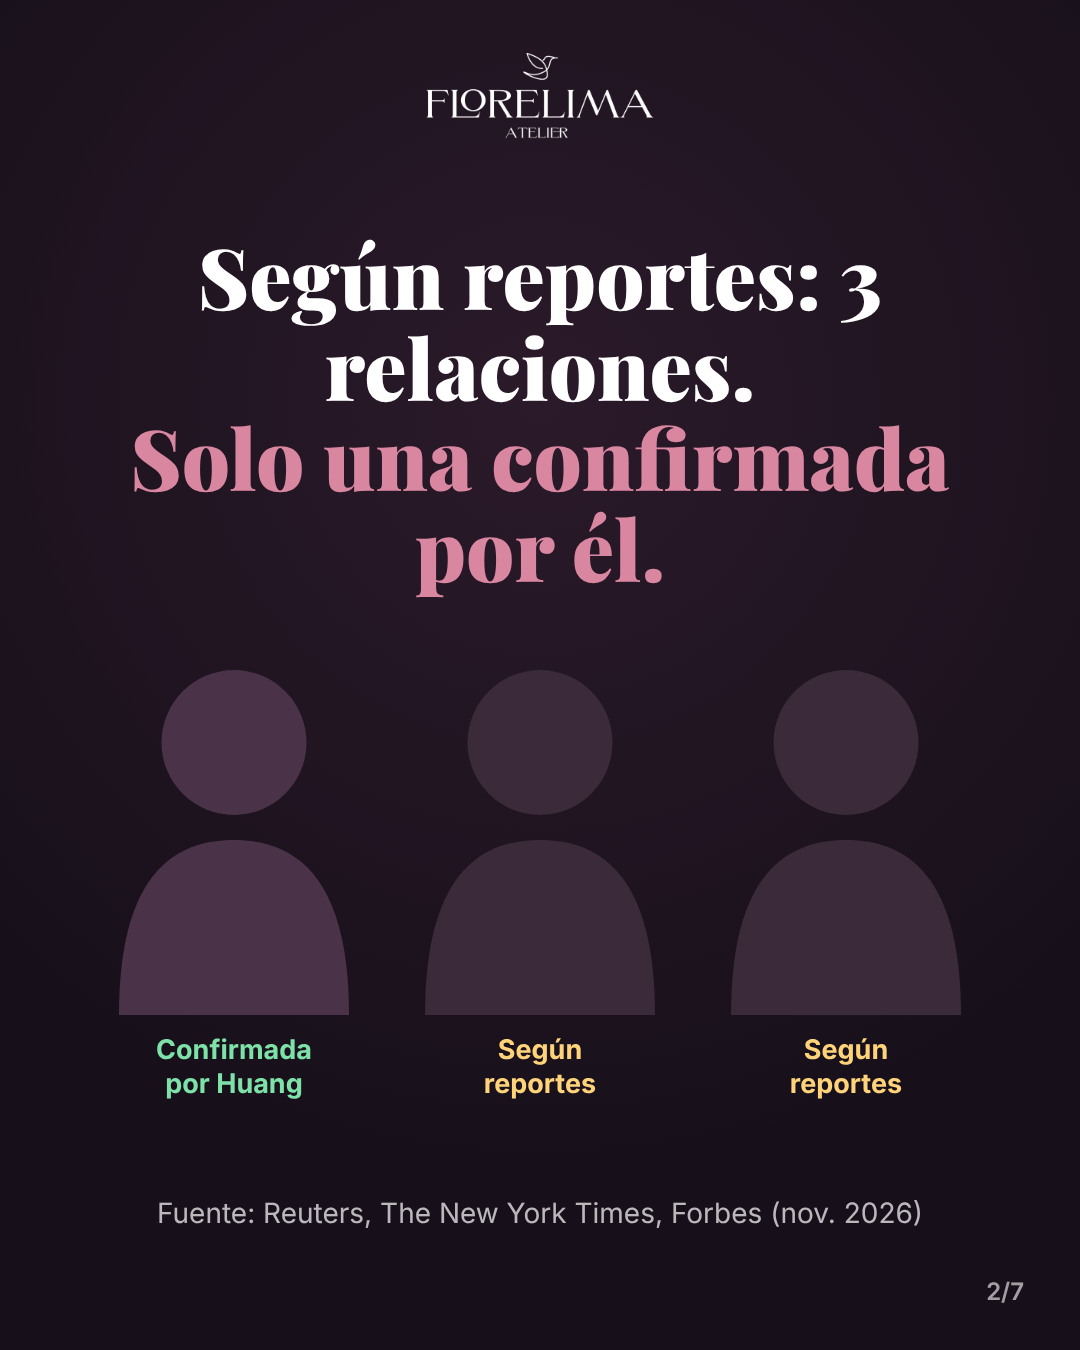 FLORELIMA
ATELIER
Según reportes: 3
relaciones.
Solo una confirmada
por él.
Confirmada
por Huang
Según
reportes
Según
reportes
Fuente: Reuters, The New York Times, Forbes (nov. 2026)
2/7